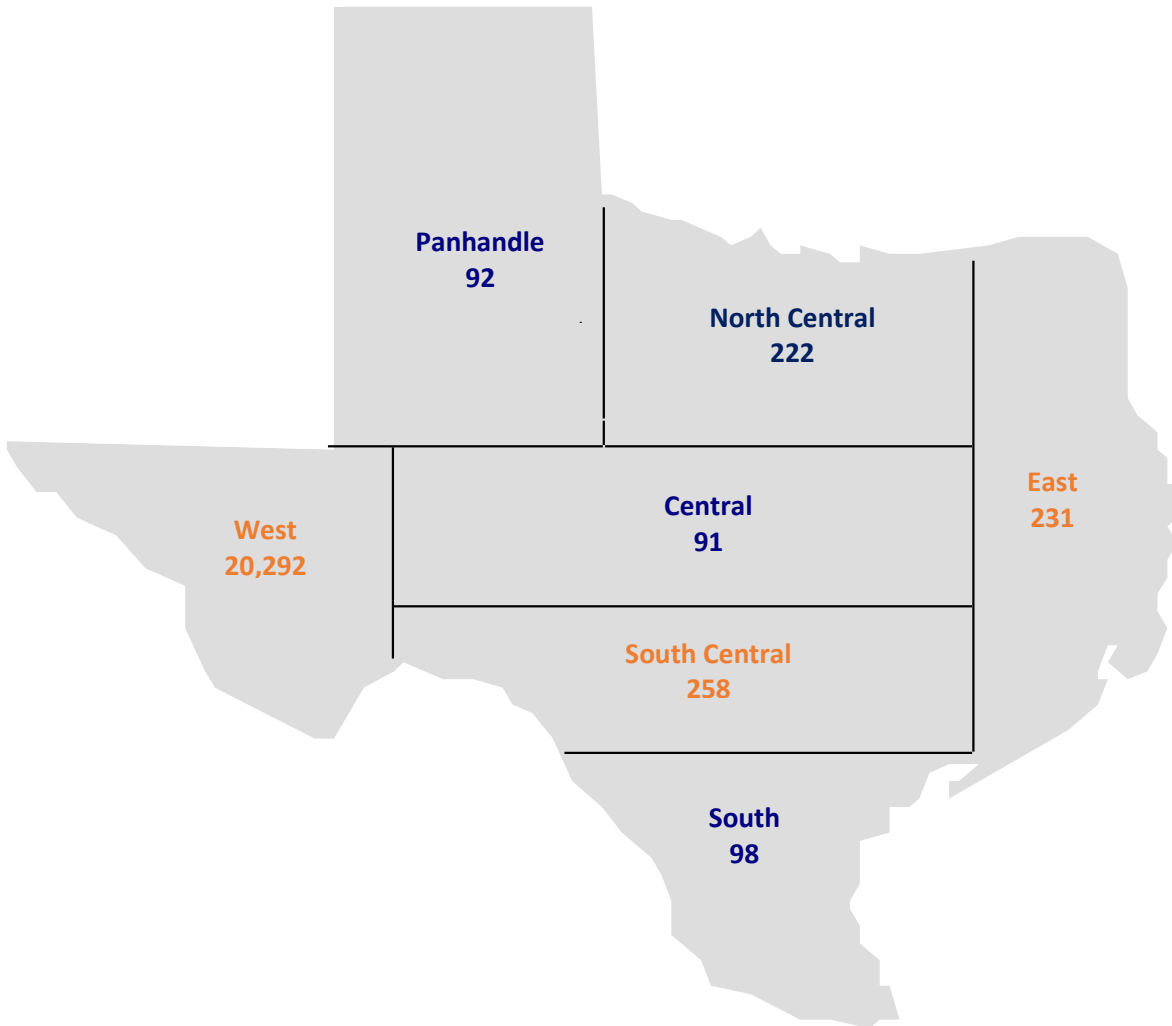 Panhandle
92
North Central
222
East
231
Central
91
West
20,292
South Central
258
South
98